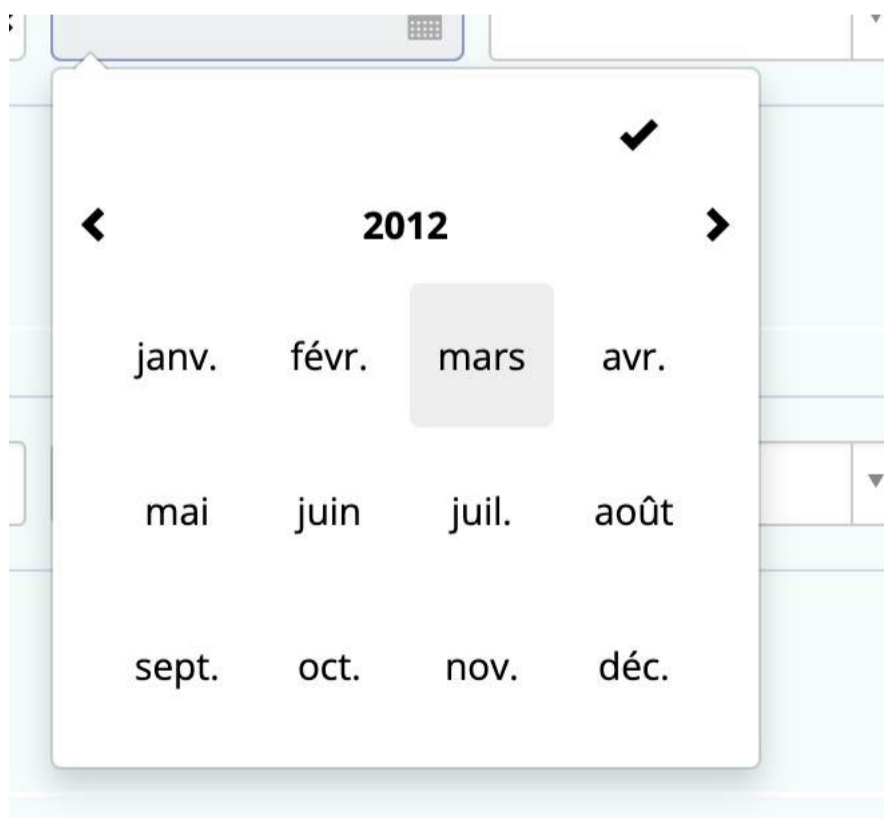 2012
janv. févr. mars avr.
mai juin juil. août
sept. oct. nov. déc.